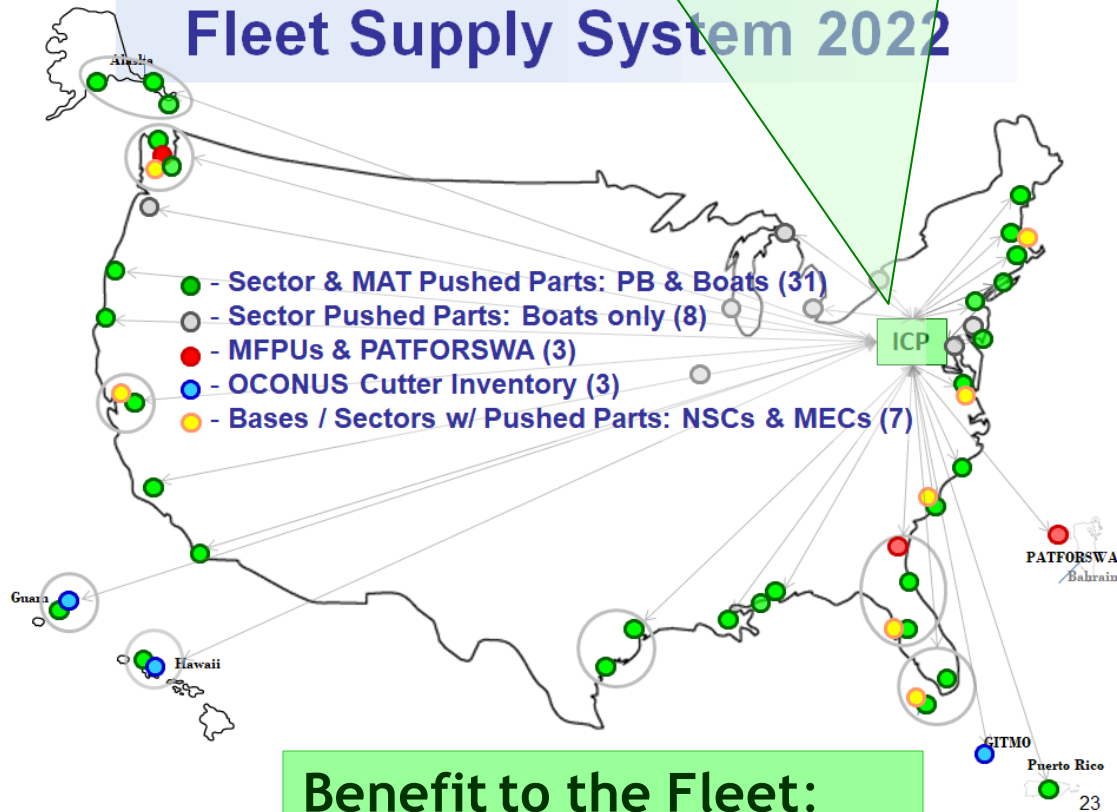 Fleet Supply System 2022
Alaska
- Sector & MAT Pushed Parts: PB & Boats (31)
- Sector Pushed Parts: Boats only (8)
- MFPUs & PATFORSWA (3)
- OCONUS Cutter Inventory (3)
- Bases / Sectors w/ Pushed Parts: NSCs & MECs (7)
ICP
PATFORSWA
Bahrain
Guam
Hawaii
GITMO
Puerto Rico
Benefit to the Fleet:
23